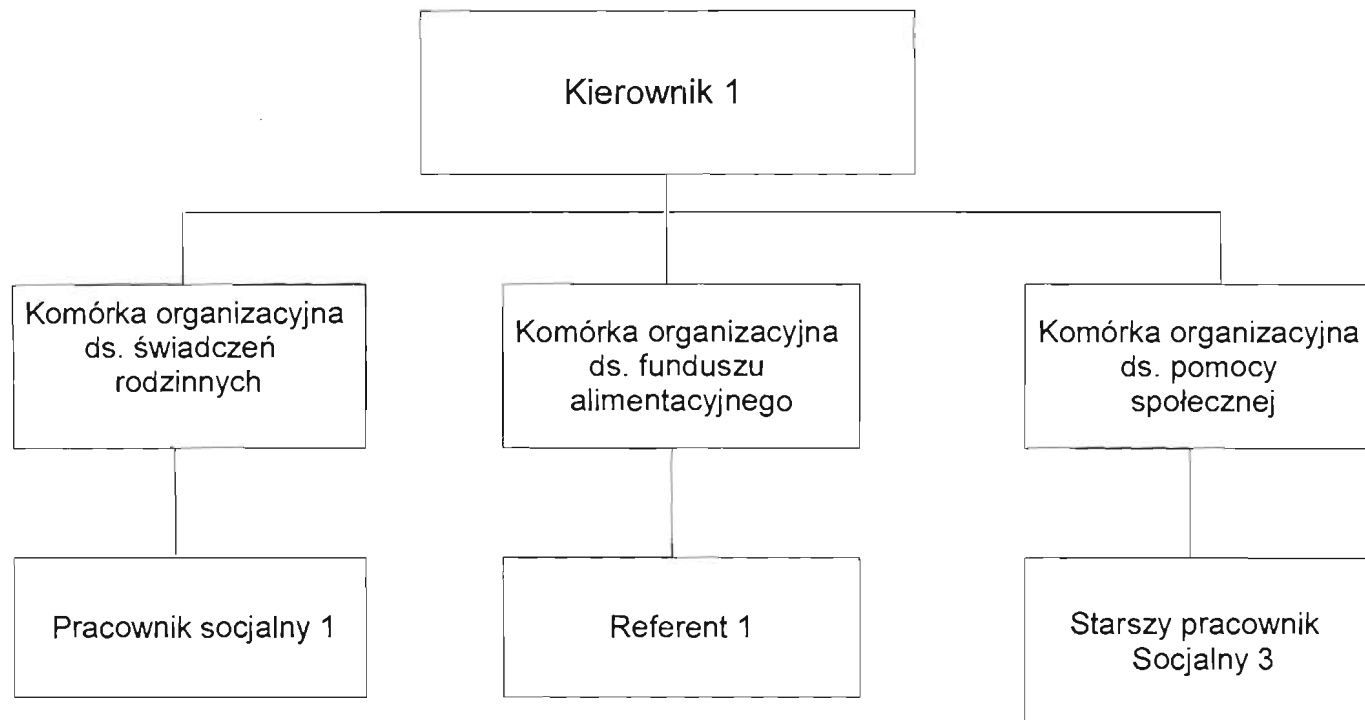 Kierownik 1
Komórka organizacyjna
ds. świadczeń
rodzinnych
Komórka organizacyjna
ds. funduszu
alimentacyjnego
Komórka organizacyjna
ds. pomocy
społecznej
Pracownik socjalny 1
Referent 1
Starszy pracownik
Socjalny 3